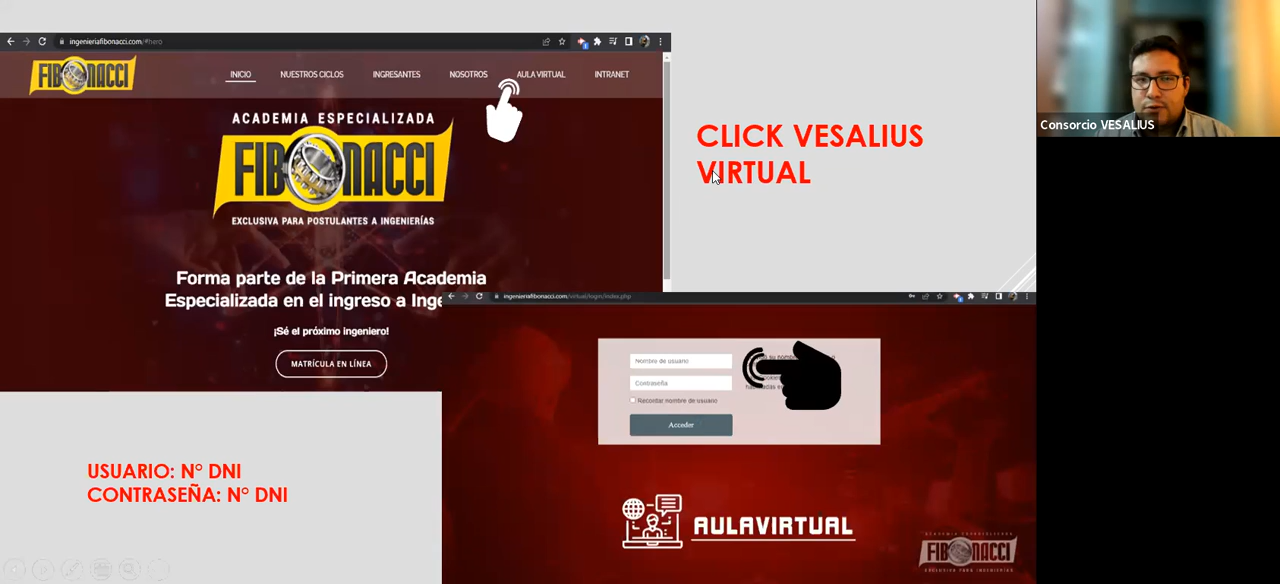 ingenieriafibonacci.com/#hero
FIBONACCI
INICIO NUESTROS CICLOS INGRESANTES NOSOTROS AULA VIRTUAL INTRANET
ACADEMIA ESPECIALIZADA
FIBONACCI
EXCLUSIVA PARA POSTULANTES A INGENIERÍAS
Forma parte de la Primera Academia
Especializada en el ingreso a Inge
¡Sé el próximo ingeniero!
MATRÍCULA EN LÍNEA
CLICK VESALIUS
VIRTUAL
Consorcio VESALIUS
ingenieriafibonacci.com/virtual/login/index.php
Nombre de usuario
Contraseña
Recordar nombre de usuario
Acceder
AULAVIRTUAL
ACADEMIA ESPECIALIZADA
FIBONACCI
EXCLUSIVA PARA INGENIERÍAS
USUARIO: N° DNI
CONTRASEÑA: N° DNI